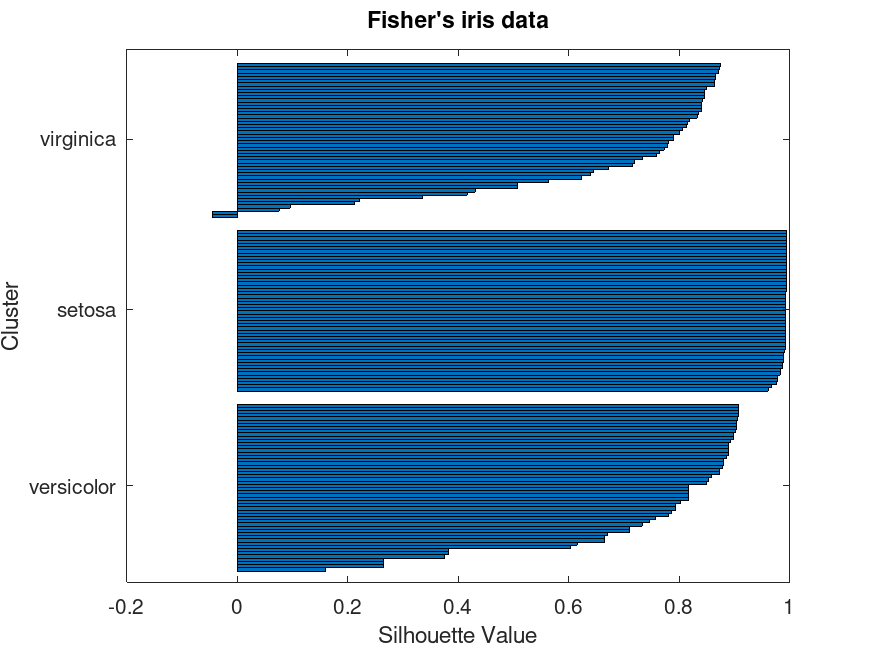 Fisher's iris data
virginica
setosa
versicolor
Cluster
-0.2 0 0.2 0.4 0.6 0.8 1
Silhouette Value